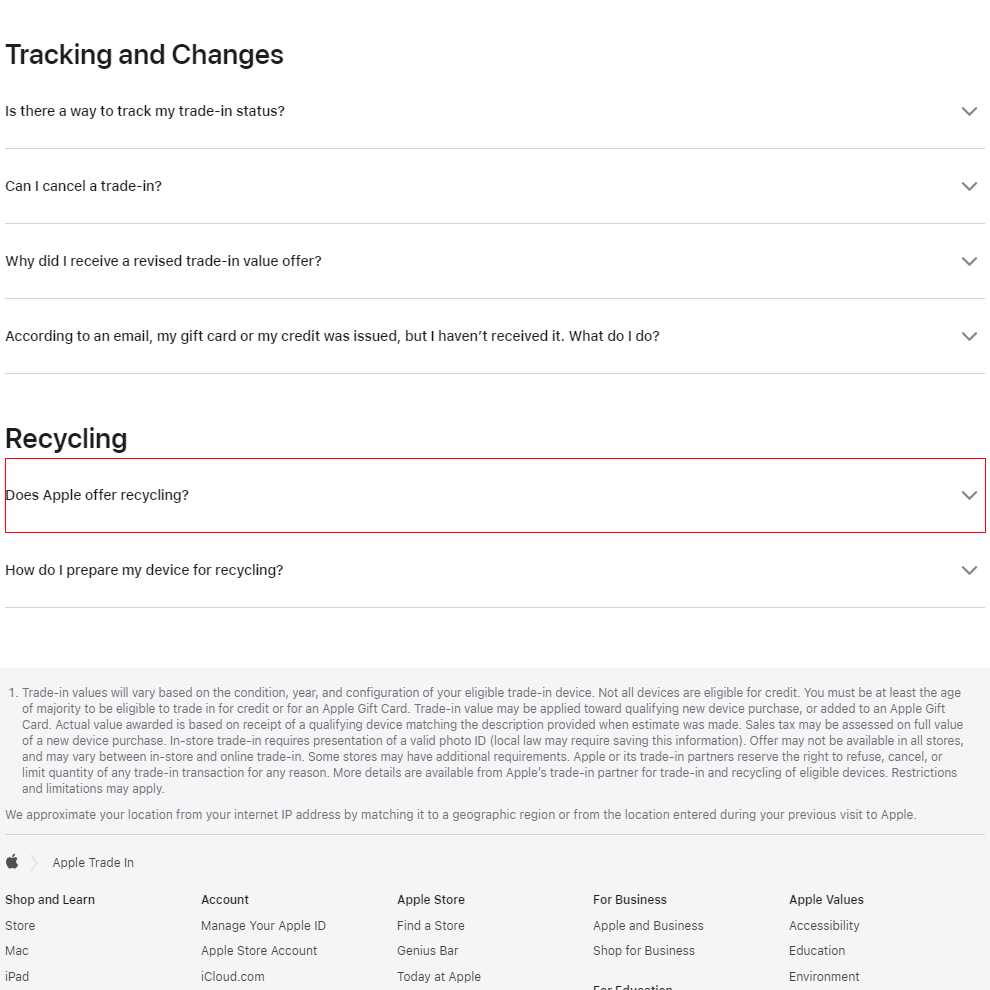 Tracking and Changes
Is there a way to track my trade-in status?
Can I cancel a trade-in?
Why did I receive a revised trade-in value offer?
According to an email, my gift card or my credit was issued, but I haven’t received it. What do I do?
Recycling
Does Apple offer recycling?
How do I prepare my device for recycling?
1. Trade-in values will vary based on the condition, year, and configuration of your eligible trade-in device. Not all devices are eligible for credit. You must be at least the age
of majority to be eligible to trade in for credit or for an Apple Gift Card. Trade-in value may be applied toward qualifying new device purchase, or added to an Apple Gift
Card. Actual value awarded is based on receipt of a qualifying device matching the description provided when estimate was made. Sales tax may be assessed on full value
of a new device purchase. In-store trade-in requires presentation of a valid photo ID (local law may require saving this information). Offer may not be available in all stores,
and may vary between in-store and online trade-in. Some stores may have additional requirements. Apple or its trade-in partners reserve the right to refuse, cancel, or
limit quantity of any trade-in transaction for any reason. More details are available from Apple’s trade-in partner for trade-in and recycling of eligible devices. Restrictions
and limitations may apply.
We approximate your location from your internet IP address by matching it to a geographic region or from the location entered during your previous visit to Apple.
Apple Trade In
Shop and Learn
Store
Mac
iPad
Account
Manage Your Apple ID
Apple Store Account
iCloud.com
Apple Store
Find a Store
Genius Bar
Today at Apple
For Business
Apple and Business
Shop for Business
For Education
Apple Values
Accessibility
Education
Environment